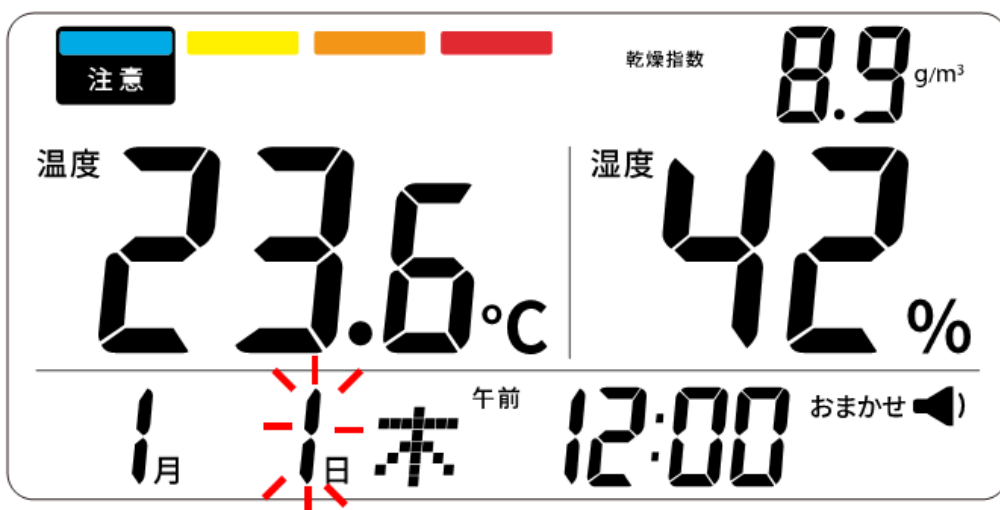 注意
乾燥指数 8.9 g/m³
温度 23.6 ℃
湿度 42 %
1月 1日 木 午前 12:00 おまかせ